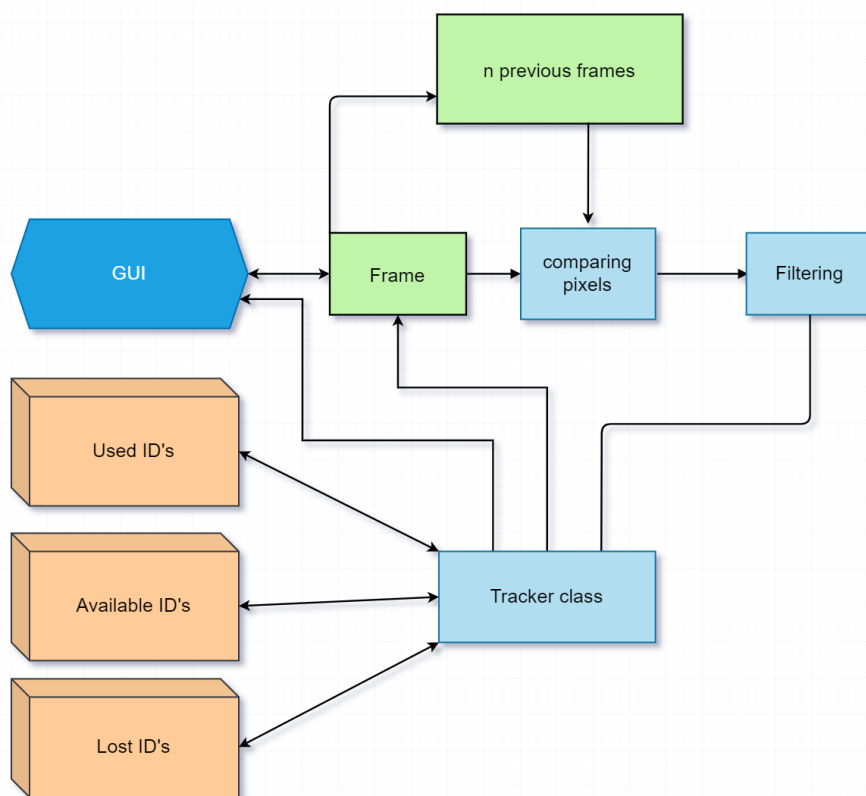 n previous frames
GUI
Frame
comparing
pixels
Filtering
Used ID's
Available ID's
Tracker class
Lost ID's